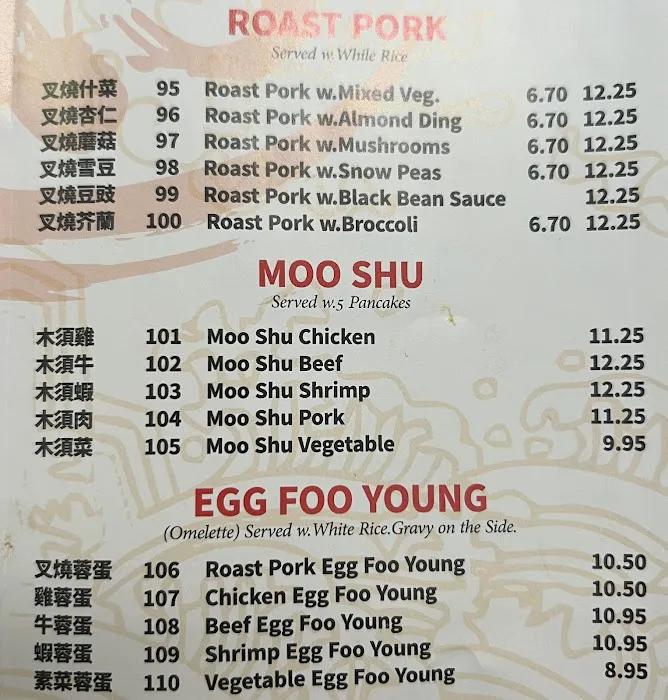 ROAST PORK
Served w.While Rice
叉燒什菜 95 Roast Pork w.Mixed Veg. 6.70 12.25
叉燒杏仁 96 Roast Pork w.Almond Ding 6.70 12.25
叉燒蘑菇 97 Roast Pork w.Mushrooms 6.70 12.25
叉燒雪豆 98 Roast Pork w.Snow Peas 6.70 12.25
叉燒豆豉 99 Roast Pork w.Black Bean Sauce 12.25
叉燒芥蘭 100 Roast Pork w.Broccoli 6.70 12.25
MOO SHU
Served w.5 Pancakes
木須雞 101 Moo Shu Chicken 11.25
木須牛 102 Moo Shu Beef 12.25
木須蝦 103 Moo Shu Shrimp 12.25
木須肉 104 Moo Shu Pork 11.25
木須菜 105 Moo Shu Vegetable 9.95
EGG FOO YOUNG
(Omelette) Served w.White Rice.Gravy on the Side.
叉燒蓉蛋 106 Roast Pork Egg Foo Young 10.50
雞蓉蛋 107 Chicken Egg Foo Young 10.50
牛蓉蛋 108 Beef Egg Foo Young 10.95
蝦蓉蛋 109 Shrimp Egg Foo Young 10.95
素菜蓉蛋 110 Vegetable Egg Foo Young 8.95